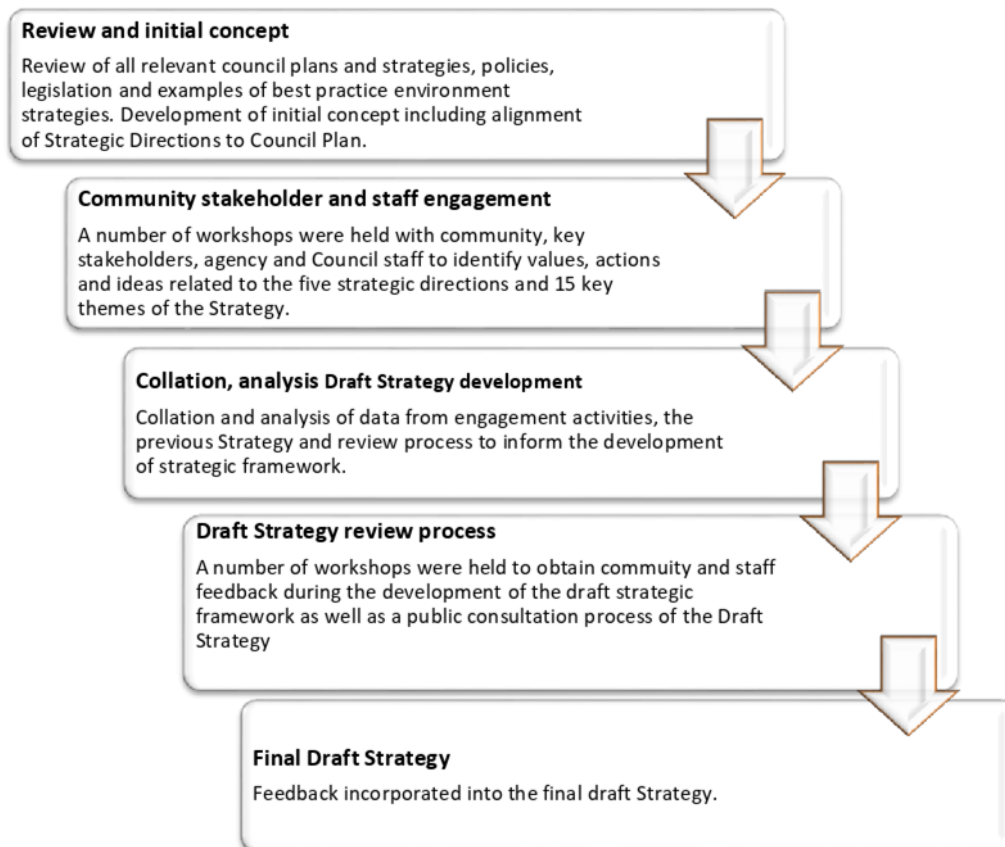 Review and initial concept
Review of all relevant council plans and strategies, policies,
legislation and examples of best practice environment
strategies. Development of initial concept including alignment
of Strategic Directions to Council Plan.
Community stakeholder and staff engagement
A number of workshops were held with community, key
stakeholders, agency and Council staff to identify values, actions
and ideas related to the five strategic directions and 15 key
themes of the Strategy.
Collation, analysis Draft Strategy development
Collation and analysis of data from engagement activities, the
previous Strategy and review process to inform the development
of strategic framework.
Draft Strategy review process
A number of workshops were held to obtain commuity and staff
feedback during the development of the draft strategic
framework as well as a public consultation process of the Draft
Strategy
Final Draft Strategy
Feedback incorporated into the final draft Strategy.